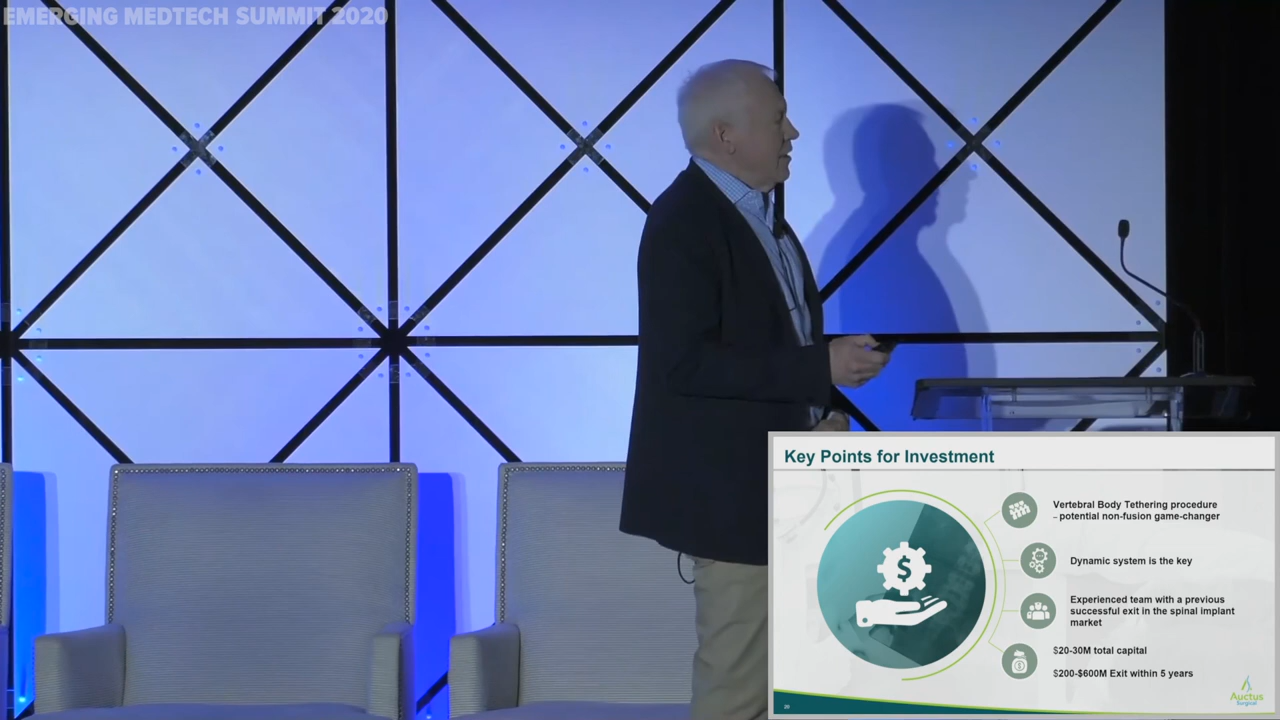 EMERGING MEDTECH SUMMIT 2020
Key Points for Investment
Vertebral Body Tethering procedure
– potential non-fusion game-changer
Dynamic system is the key
Experienced team with a previous
successful exit in the spinal implant
market
$20-30M total capital
$200-$600M Exit within 5 years
20
Auctus
Surgical